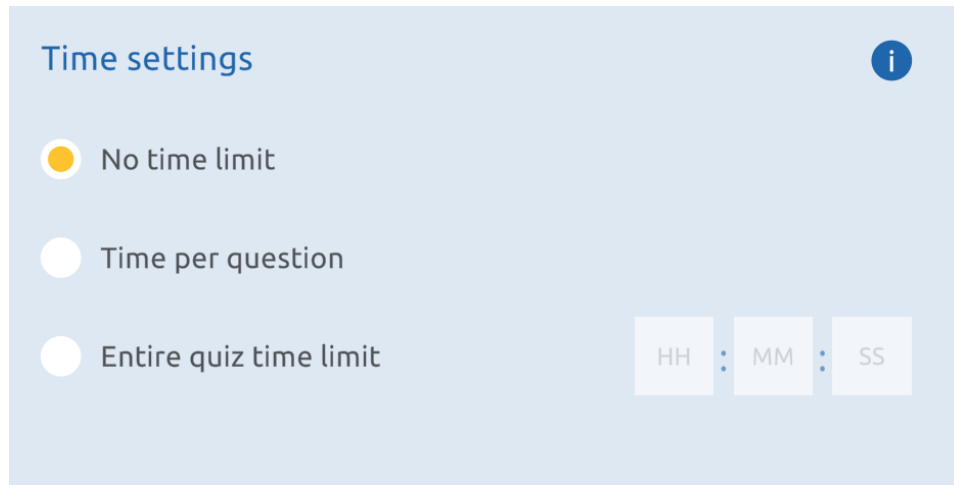 Time settings i
No time limit
Time per question
Entire quiz time limit HH : MM : SS